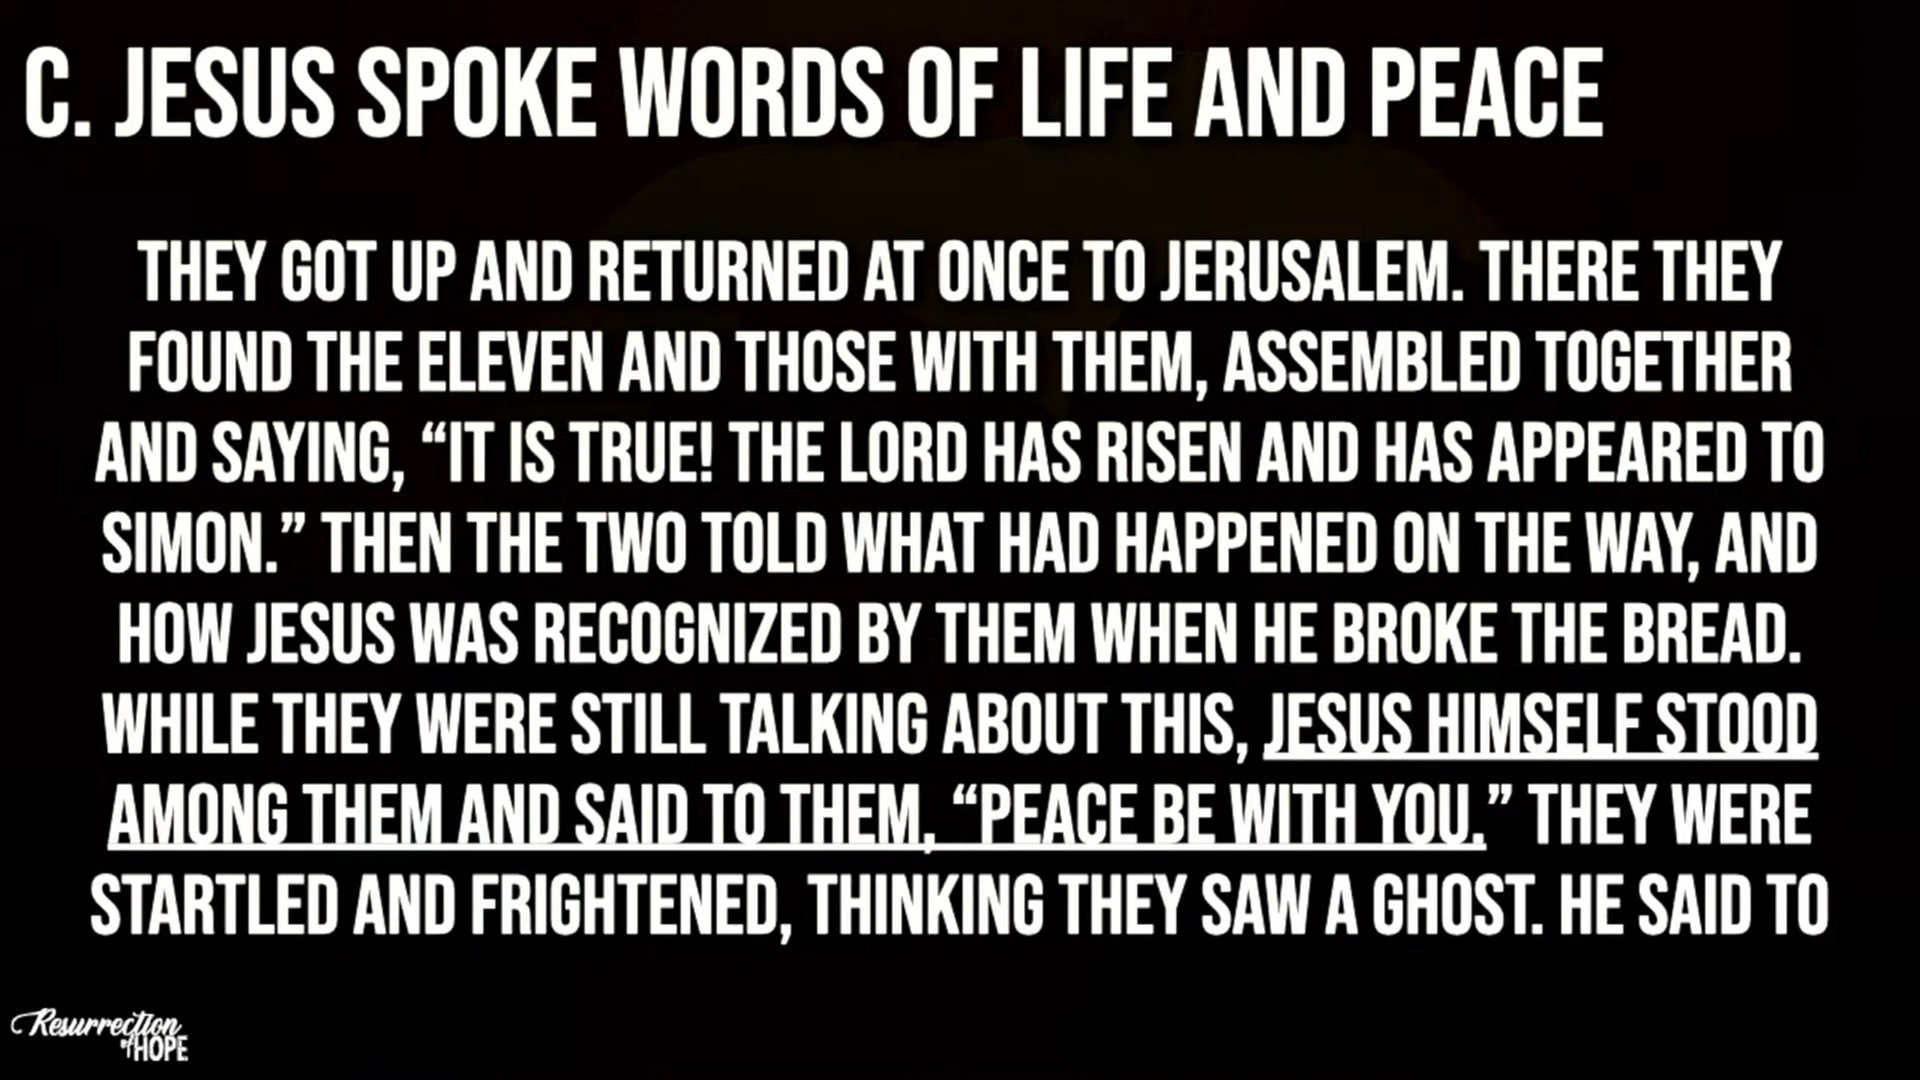 C. JESUS SPOKE WORDS OF LIFE AND PEACE
THEY GOT UP AND RETURNED AT ONCE TO JERUSALEM. THERE THEY
FOUND THE ELEVEN AND THOSE WITH THEM, ASSEMBLED TOGETHER
AND SAYING, “IT IS TRUE! THE LORD HAS RISEN AND HAS APPEARED TO
SIMON.” THEN THE TWO TOLD WHAT HAD HAPPENED ON THE WAY, AND
HOW JESUS WAS RECOGNIZED BY THEM WHEN HE BROKE THE BREAD.
WHILE THEY WERE STILL TALKING ABOUT THIS, JESUS HIMSELF STOOD
AMONG THEM AND SAID TO THEM, “PEACE BE WITH YOU.” THEY WERE
STARTLED AND FRIGHTENED, THINKING THEY SAW A GHOST. HE SAID TO
Resurrection
of HOPE